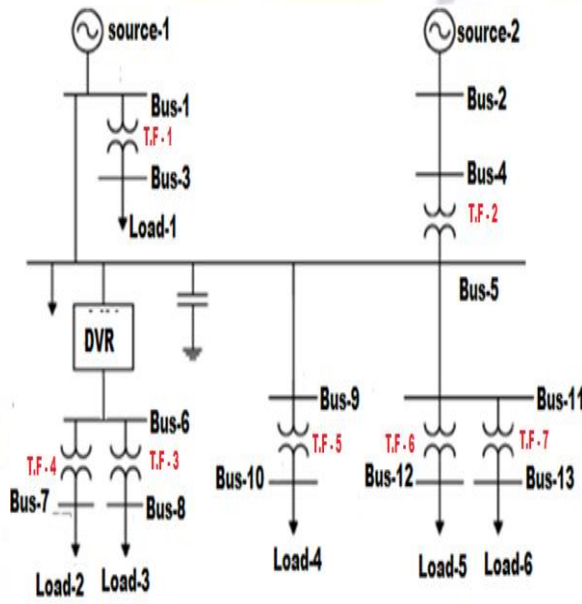 source-1
source-2
Bus-1
Bus-2
T.F-1
Bus-3
Bus-4
Load-1
T.F-2
Bus-5
DVR
Bus-6
Bus-9
Bus-11
T.F-4
T.F-3
T.F-5
T.F-6
T.F-7
Bus-7
Bus-8
Bus-10
Bus-12
Bus-13
Load-2
Load-3
Load-4
Load-5
Load-6